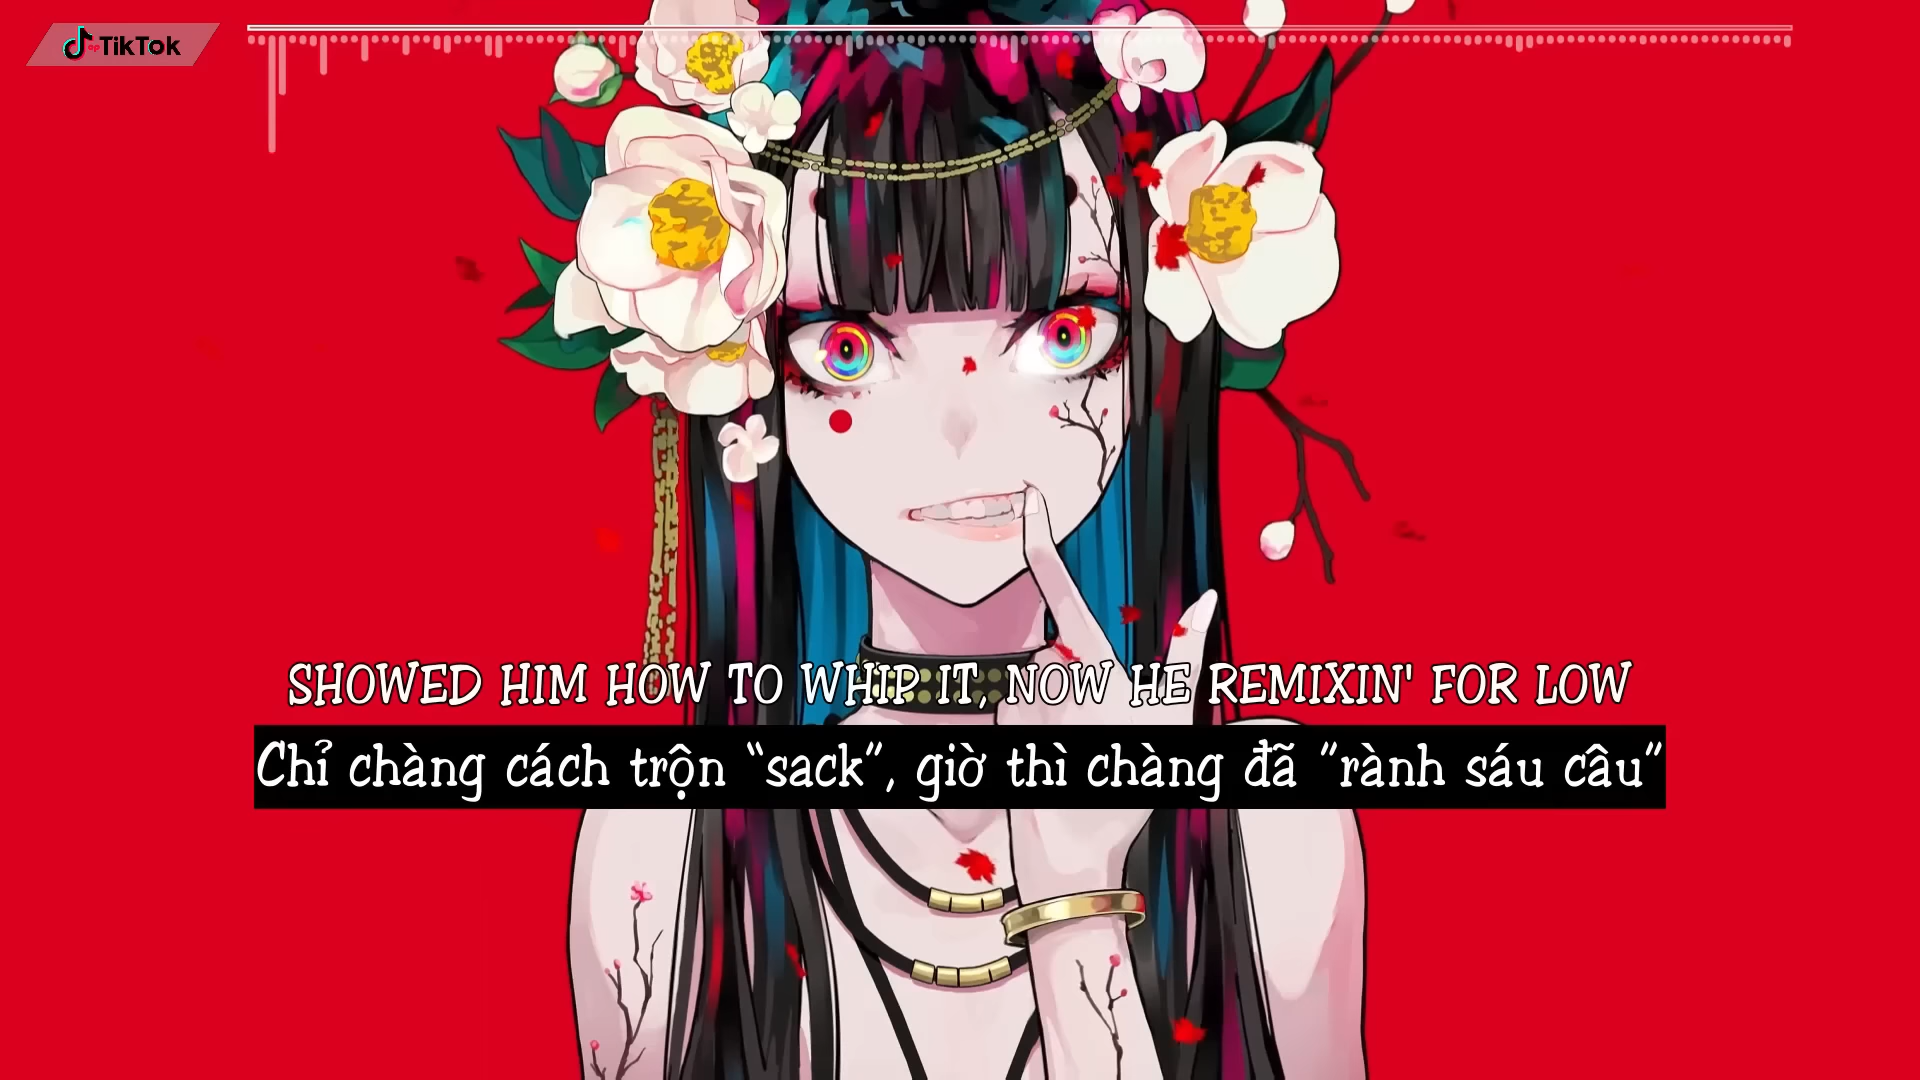 TikTok
SHOWED HIM HOW TO WHIP IT, NOW HE REMIXIN' FOR LOW
Chỉ chàng cách trộn “sack”, giờ thì chàng đã ”rành sáu câu”